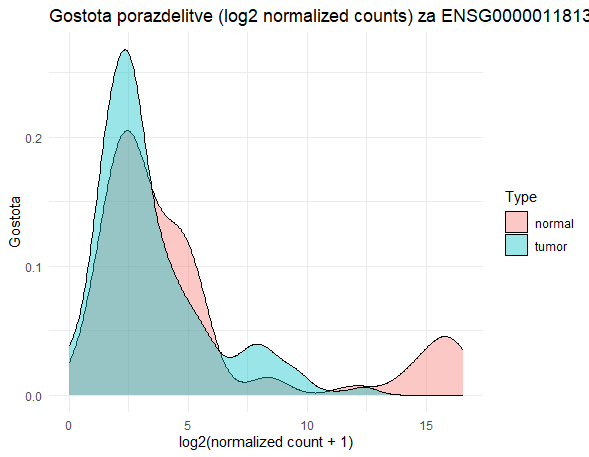 Gostota porazdelitve (log2 normalized counts) za ENSG0000011813
Gostota
0.2
0.1
0.0
0
5
10
15
log2(normalized count + 1)
Type
normal
tumor